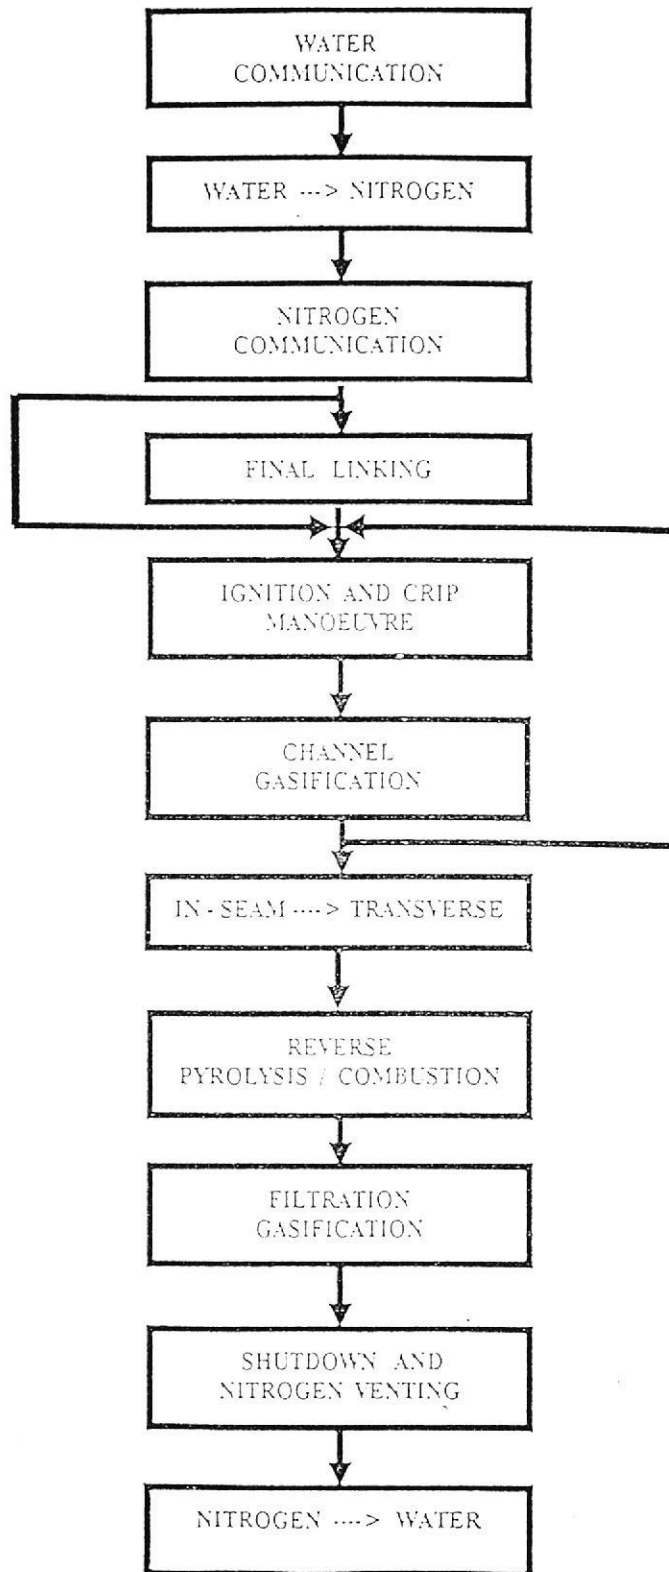 WATER
COMMUNICATION
WATER ---> NITROGEN
NITROGEN
COMMUNICATION
FINAL LINKING
IGNITION AND CRIP
MANOEUVRE
CHANNEL
GASIFICATION
IN - SEAM ----> TRANSVERSE
REVERSE
PYROLYSIS / COMBUSTION
FILTRATION
GASIFICATION
SHUTDOWN AND
NITROGEN VENTING
NITROGEN ----> WATER